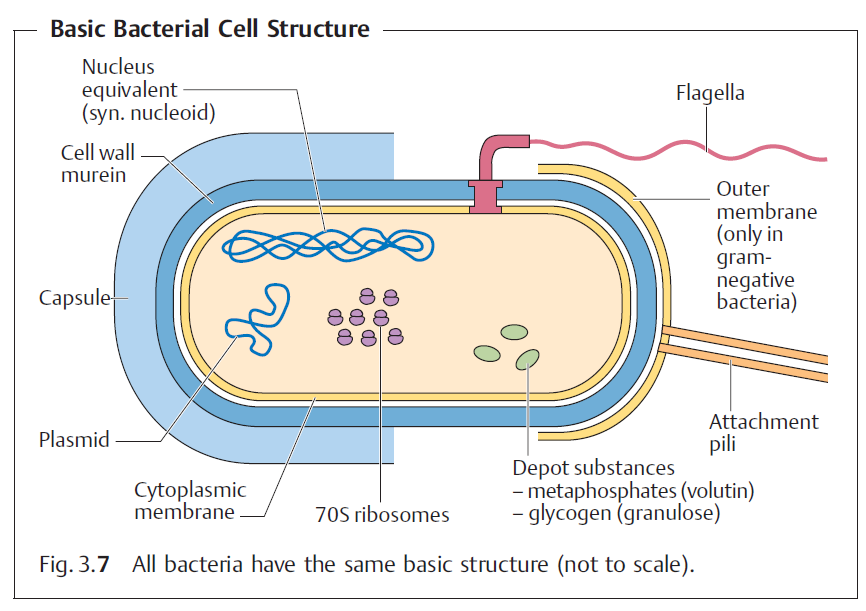 Basic Bacterial Cell Structure
Nucleus
equivalent
(syn. nucleoid)
Flagella
Cell wall
murein
Outer
membrane
(only in
gram-
negative
bacteria)
Capsule
Attachment
pili
Plasmid
Depot substances
– metaphosphates (volutin)
– glycogen (granulose)
Cytoplasmic
membrane
70S ribosomes
Fig. 3.7 All bacteria have the same basic structure (not to scale).